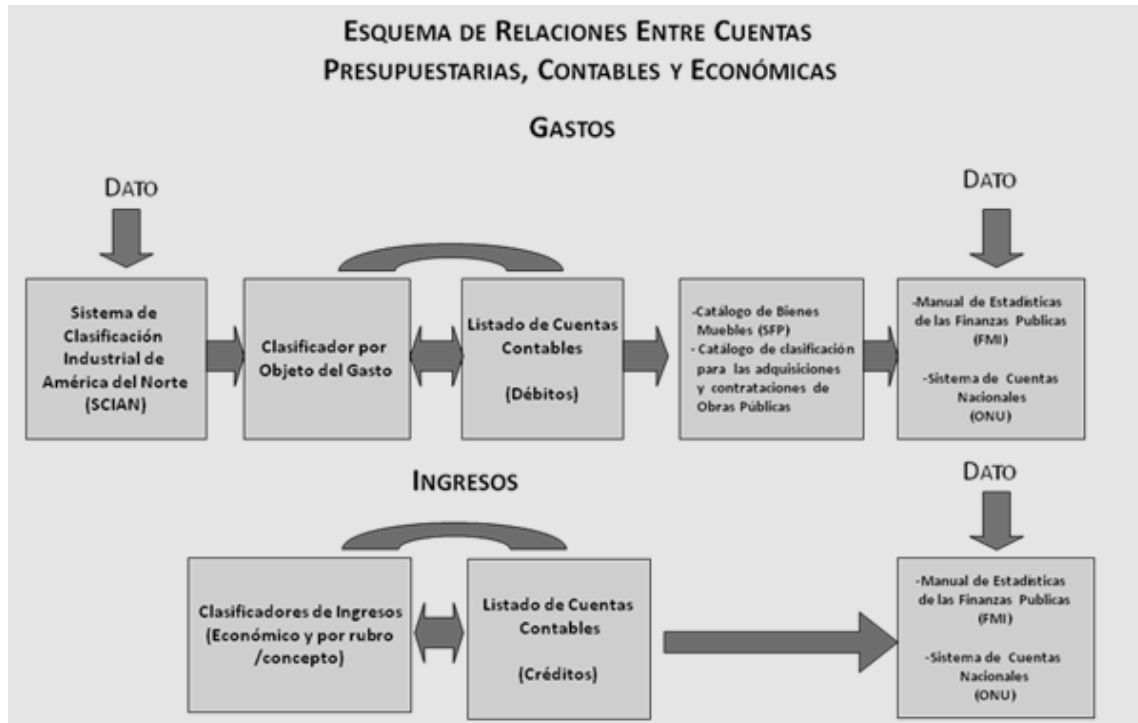 ESQUEMA DE RELACIONES ENTRE CUENTAS
PRESUPUESTARIAS, CONTABLES Y ECONÓMICAS
GASTOS
DATO
DATO
Sistema de
Clasificación
Industrial de
América del Norte
(SCIAN)
Clasificador por
Objeto del Gasto
Listado de Cuentas
Contables
(Débitos)
-Catálogo de Bienes
Muebles (SFP)
- Catálogo de clasificación
para las adquisiciones
y contrataciones de
Obras Públicas
-Manual de Estadísticas
de las Finanzas Publicas
(FMI)
-Sistema de Cuentas
Nacionales
(ONU)
INGRESOS
DATO
Clasificadores de Ingresos
(Económico y por rubro
/concepto)
Listado de Cuentas
Contables
(Créditos)
-Manual de Estadísticas
de las Finanzas Publicas
(FMI)
-Sistema de Cuentas
Nacionales
(ONU)